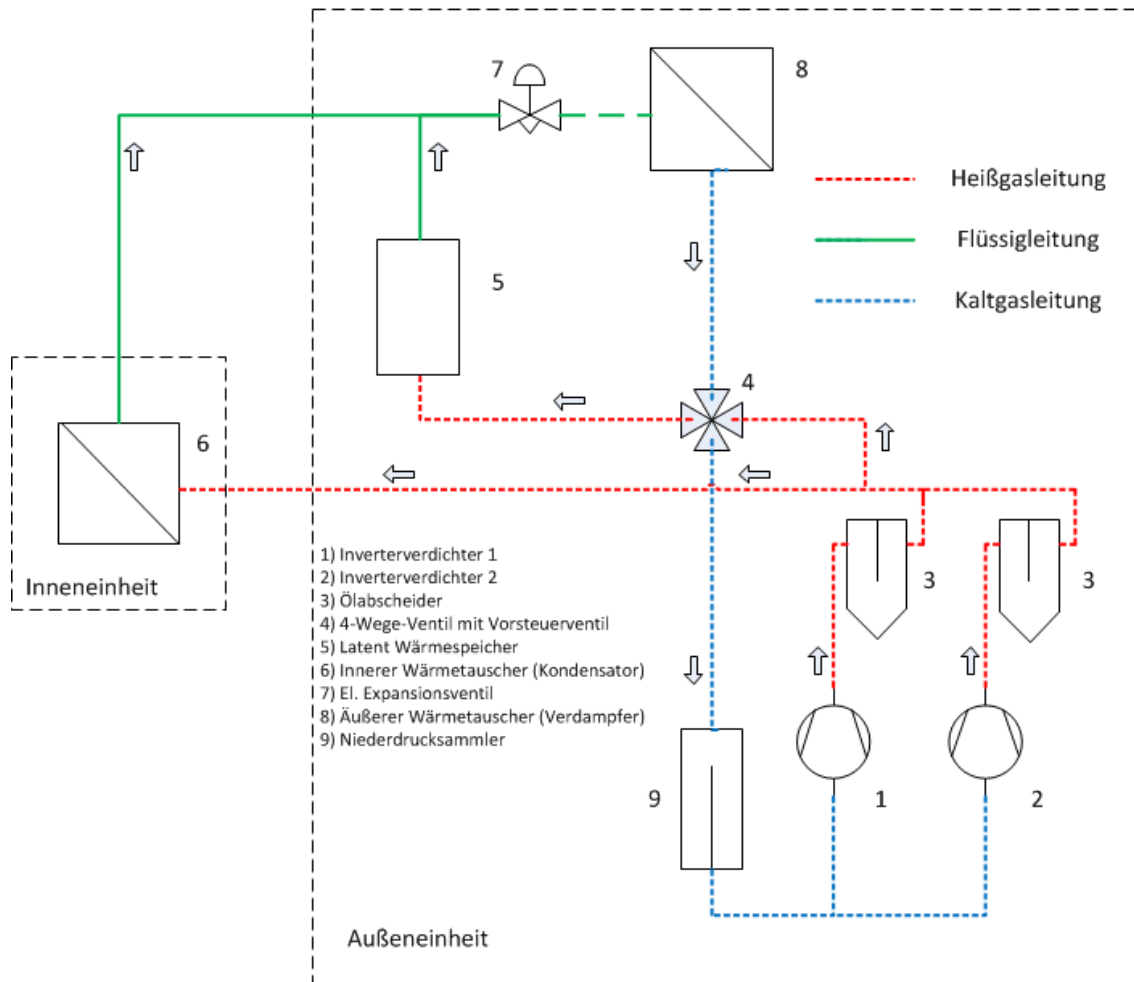 7
8
Heißgasleitung
Flüssigleitung
Kaltgasleitung
5
4
6
Inneneinheit
3
3
1) Inverterverdichter 1
2) Inverterverdichter 2
3) Ölabscheider
4) 4-Wege-Ventil mit Vorsteuerventil
5) Latent Wärmespeicher
6) Innerer Wärmetauscher (Kondensator)
7) El. Expansionsventil
8) Äußerer Wärmetauscher (Verdampfer)
9) Niederdrucksammler
9
1
2
Außeneinheit